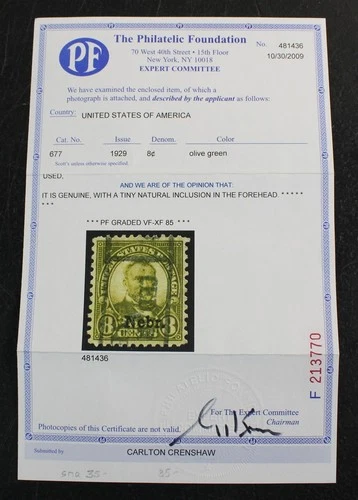 PF
The Philatelic Foundation
70 West 40th Street • 15th Floor
New York, NY 10018
EXPERT COMMITTEE
No. 481436
10/30/2009
We have examined the enclosed item, of which a
photograph is attached, and described by the applicant as follows:
Country: UNITED STATES OF AMERICA
Cat. No. Issue Denom. Color
677 1929 8¢ olive green
Scott's unless otherwise specified.
USED,
AND WE ARE OF THE OPINION THAT:
IT IS GENUINE, WITH A TINY NATURAL INCLUSION IN THE FOREHEAD. * * * * *
* * *
* * * PF GRADED VF-XF 85 * * *
8 Nebr. 8
481436
F 213770
For The Expert Committee
Chairman
Photocopies of this Certificate are not valid.
Submitted by CARLTON CRENSHAW
35-